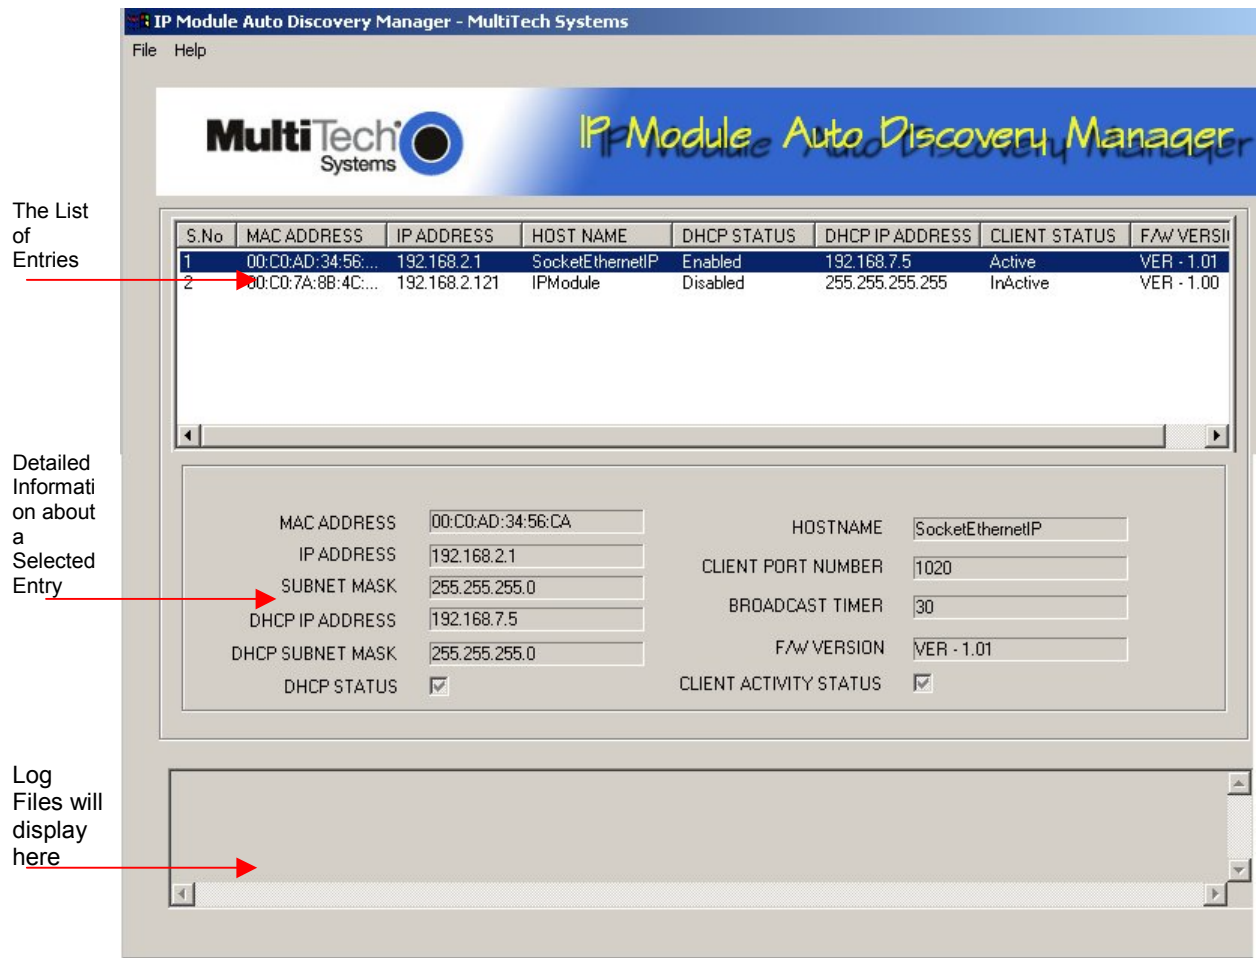 IP Module Auto Discovery Manager - MultiTech Systems
File Help
MultiTech
Systems
IP Module Auto Discovery Manager
The List
of
Entries
S.No MAC ADDRESS IP ADDRESS HOST NAME DHCP STATUS DHCP IP ADDRESS CLIENT STATUS F/W VERSI
1 00:C0:AD:34:56:... 192.168.2.1 SocketEthernetIP Enabled 192.168.7.5 Active VER - 1.01
2 00:C0:7A:8B:4C:... 192.168.2.121 IPModule Disabled 255.255.255.255 InActive VER - 1.00
Detailed
Informati
on about
a
Selected
Entry
MAC ADDRESS 00:C0:AD:34:56:CA
IP ADDRESS 192.168.2.1
SUBNET MASK 255.255.255.0
DHCP IP ADDRESS 192.168.7.5
DHCP SUBNET MASK 255.255.255.0
DHCP STATUS
HOSTNAME SocketEthernetIP
CLIENT PORT NUMBER 1020
BROADCAST TIMER 30
F/W VERSION VER - 1.01
CLIENT ACTIVITY STATUS
Log
Files will
display
here